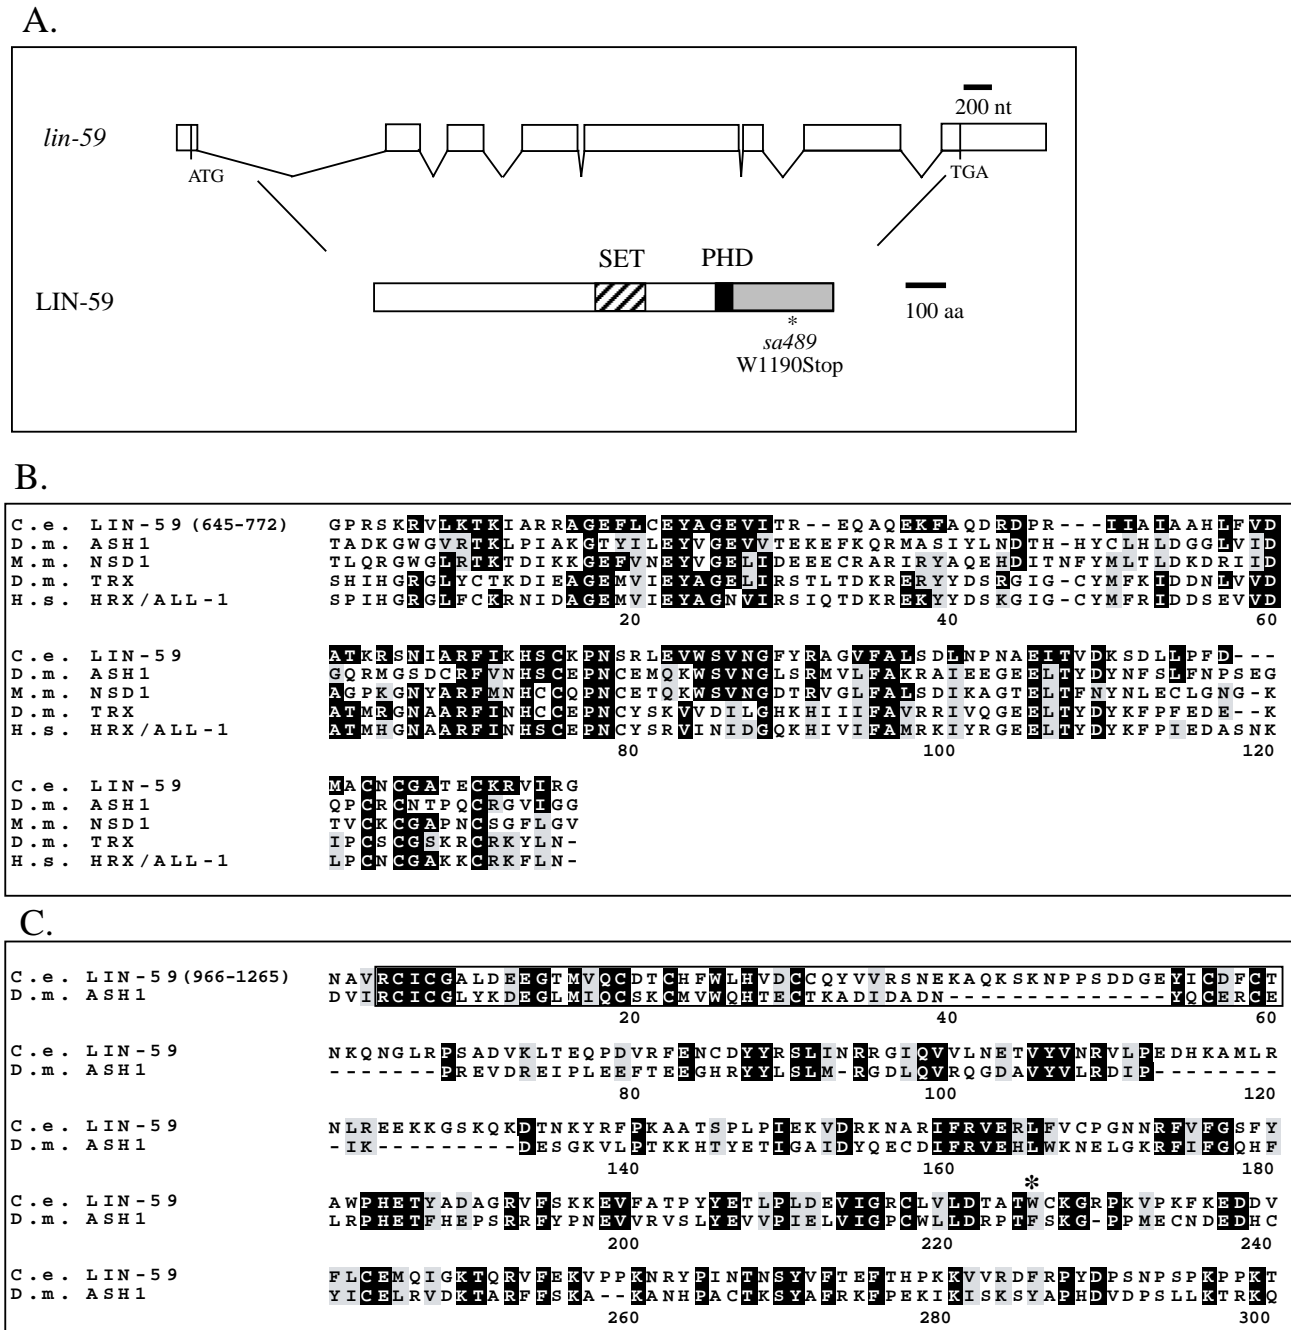 A.
200 nt
lin-59
ATG
TGA
SET
PHD
LIN-59
100 aa
*
sa489
W1190Stop
B.
C.e. LIN-59 (645-772) GPRSKRVLKTKIARRAGEFLCEYAGEVITR--EQAQEKFAQDRDPR---IIAIAAHLFVD
D.m. ASH1 TADKGWGVRTKLPIAKGTYILEYVGEVVTEKEFKQRMASIYLNDTH-HYCLHLDGGLVID
M.m. NSD1 TLQRGWGLRTKTDIKKGEFVNEYVGELIDEEECRARIRYAQEHDITNFYMLTLDKDRIID
D.m. TRX SHIHGRGLYCTKDIEAGEMVIEYAGELIRSTLTDKRERYYDSRGIG-CYMFKIDDNLVVD
H.s. HRX/ALL-1 SPIHGRGLFCKRNIDAGEMVIEYAGNVIRSIQTDKREKYYDSKGIG-CYMFRIDDSEVVD
20 40 60
C.e. LIN-59 ATKRSNIARFIKHSCKPNSRLEVWSVNGFYRAGVFALSDLNPNAEITVDKSDLLPFD---
D.m. ASH1 GQRMGSDCRFVNHSCEPNCEMQKWSVNGLSRMVLFAKRAIEEGEELTYDYNFSLFNPSEG
M.m. NSD1 AGPKGNYARFMNHCCQPNCETQKWSVNGDTRVGLFALSDIKAGTELTFNYNLECLGNG-K
D.m. TRX ATMRGNAARFINHCCEPNCYSKVVDILGHKHIIIFAVRRIVQGEELTYDYKFPFEDE--K
H.s. HRX/ALL-1 ATMHGNAARFINHSCEPNCYSRVINIDGQKHIVIFAMRKIYRGEELTYDYKFPIEDASNK
80 100 120
C.e. LIN-59 MACNCGATECKRVIRG
D.m. ASH1 QPCRCNTPQCRGVIGG
M.m. NSD1 TVCKCGAPNCSGFLGV
D.m. TRX IPCSCGSKRCRKYLN-
H.s. HRX/ALL-1 LPCNCGAKKCRKFLN-
C.
C.e. LIN-59(966-1265) NAVRCICGALDEEGTMVQCDTCHFWLHVDCCQYVVRSNEKAQKSKNPPSDDGEYICDFCT
D.m. ASH1 DVIRCICGLYKDEGLMIQCSKCMVWQHTECTKADIDADN--------------YQCERCE
20 40 60
C.e. LIN-59 NKQNGLRPSADVKLTEQPDVRFENCDYYRSLINRRGIQVVLNETVYVNRVLPEDHKAMLR
D.m. ASH1 -------PREVDREIPLEEFTEEGHRYYLSLM-RGDLQVRQGDAVYVLRDIP--------
80 100 120
C.e. LIN-59 NLREEKKGSKQKDTNKYRFPKAATSPLPIEKVDRKNARIFRVERLFVCPGNNRFVFGSFY
D.m. ASH1 -IK---------DESGKVLPTKKHTYETIGAIDYQECDIFRVEHLWKNELGKRFIFGQHF
140 160 180
*
C.e. LIN-59 AWPHETYADAGRVFSKKEVFATPYYETLPLDEVIGRCLVLDTATWCKGRPKVPKFKEDDV
D.m. ASH1 LRPHETFHEPSRRFYPNEVVRVSLYEVVPIELVIGPCWLLDRPTFSKG-PPMECNDEDHC
200 220 240
C.e. LIN-59 FLCEMQIGKTQRVFEKVPPKNRYPINTNSYVFTEFTHPKKVVRDFRPYDPSNPSPKPPKT
D.m. ASH1 YICELRVDKTARFFSKA--KANHPACTKSYAFRKFPEKIKISKSYAPHDVDPSLLKTRKQ
260 280 300